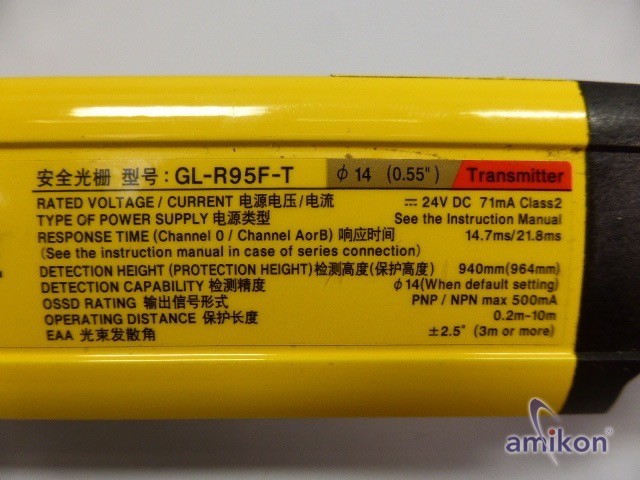 安全光栅 型号: GL-R95F-T ϕ14 (0.55") Transmitter
RATED VOLTAGE / CURRENT 电源电压/电流 ⎓ 24V DC 71mA Class2
TYPE OF POWER SUPPLY 电源类型 See the Instruction Manual
RESPONSE TIME (Channel 0 / Channel AorB) 响应时间 14.7ms/21.8ms
(See the instruction manual in case of series connection)
DETECTION HEIGHT (PROTECTION HEIGHT) 检测高度(保护高度) 940mm(964mm)
DETECTION CAPABILITY 检测精度 ϕ14(When default setting)
OSSD RATING 输出信号形式 PNP / NPN max 500mA
OPERATING DISTANCE 保护长度 0.2m-10m
EAA 光束发散角 ±2.5° (3m or more)
amikon®